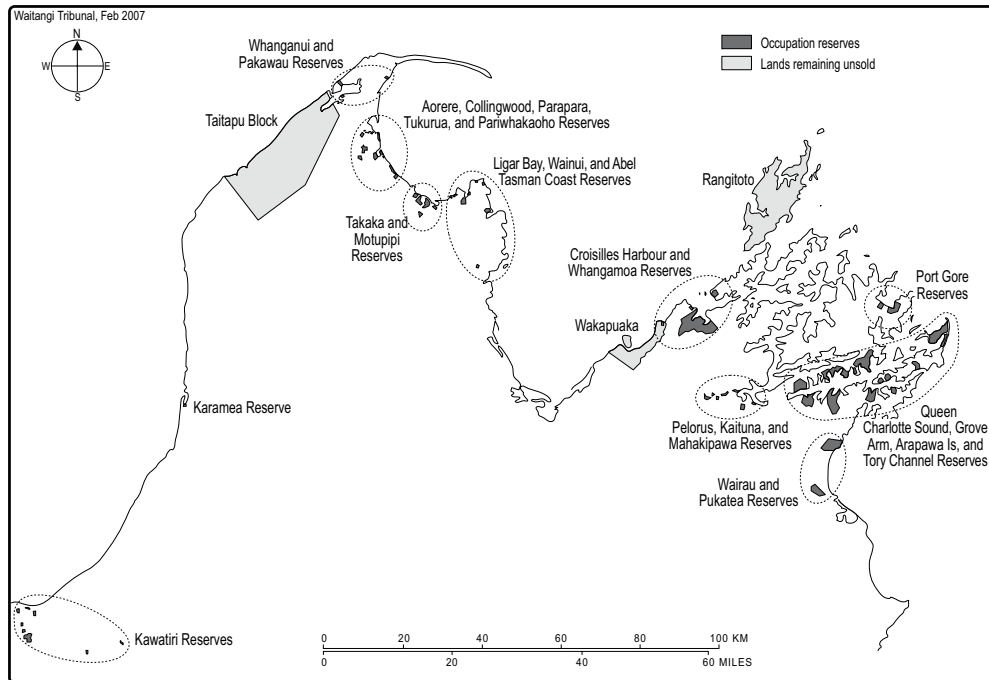 Waitangi Tribunal, Feb 2007
N
W
E
S
Whanganui and
Pakawau Reserves
Occupation reserves
Lands remaining unsold
Taitapu Block
Aorere, Collingwood, Parapara,
Tukurua, and Pariwhakaoho Reserves
Ligar Bay, Wainui, and Abel
Tasman Coast Reserves
Rangitoto
Takaka and
Motupipi
Reserves
Croisilles Harbour and
Whangamoa Reserves
Port Gore
Reserves
Wakapuaka
Karamea Reserve
Pelorus, Kaituna, and
Mahakipawa Reserves
Queen
Charlotte Sound, Grove
Arm, Arapawa Is, and
Tory Channel Reserves
Wairau and
Pukatea Reserves
Kawatiri Reserves
0 20 40 60 80 100 KM
0 20 40 60 MILES